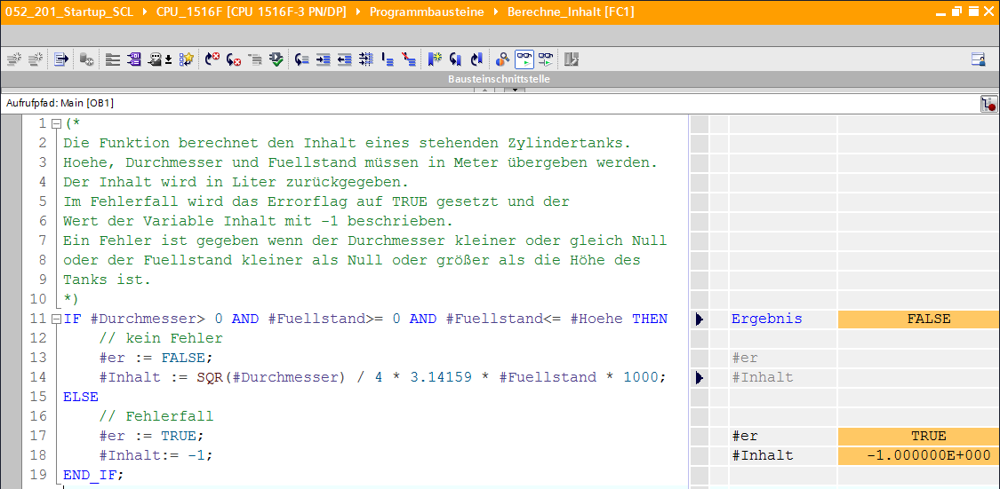 052_201_Startup_SCL CPU_1516F [CPU 1516F-3 PN/DP] Programmbausteine Berechne_Inhalt [FC1]
Bausteinschnittstelle
Aufrufpfad: Main [OB1]
1 (*
2 Die Funktion berechnet den Inhalt eines stehenden Zylindertanks.
3 Hoehe, Durchmesser und Fuellstand müssen in Meter übergeben werden.
4 Der Inhalt wird in Liter zurückgegeben.
5 Im Fehlerfall wird das Errorflag auf TRUE gesetzt und der
6 Wert der Variable Inhalt mit -1 beschrieben.
7 Ein Fehler ist gegeben wenn der Durchmesser kleiner oder gleich Null
8 oder der Fuellstand kleiner als Null oder größer als die Höhe des
9 Tanks ist.
10 *)
11 IF #Durchmesser> 0 AND #Fuellstand>= 0 AND #Fuellstand<= #Hoehe THEN Ergebnis FALSE
12 // kein Fehler
13 #er := FALSE; #er
14 #Inhalt := SQR(#Durchmesser) / 4 * 3.14159 * #Fuellstand * 1000; #Inhalt
15 ELSE
16 // Fehlerfall
17 #er := TRUE; #er TRUE
18 #Inhalt:= -1; #Inhalt -1.000000E+000
19 END_IF;